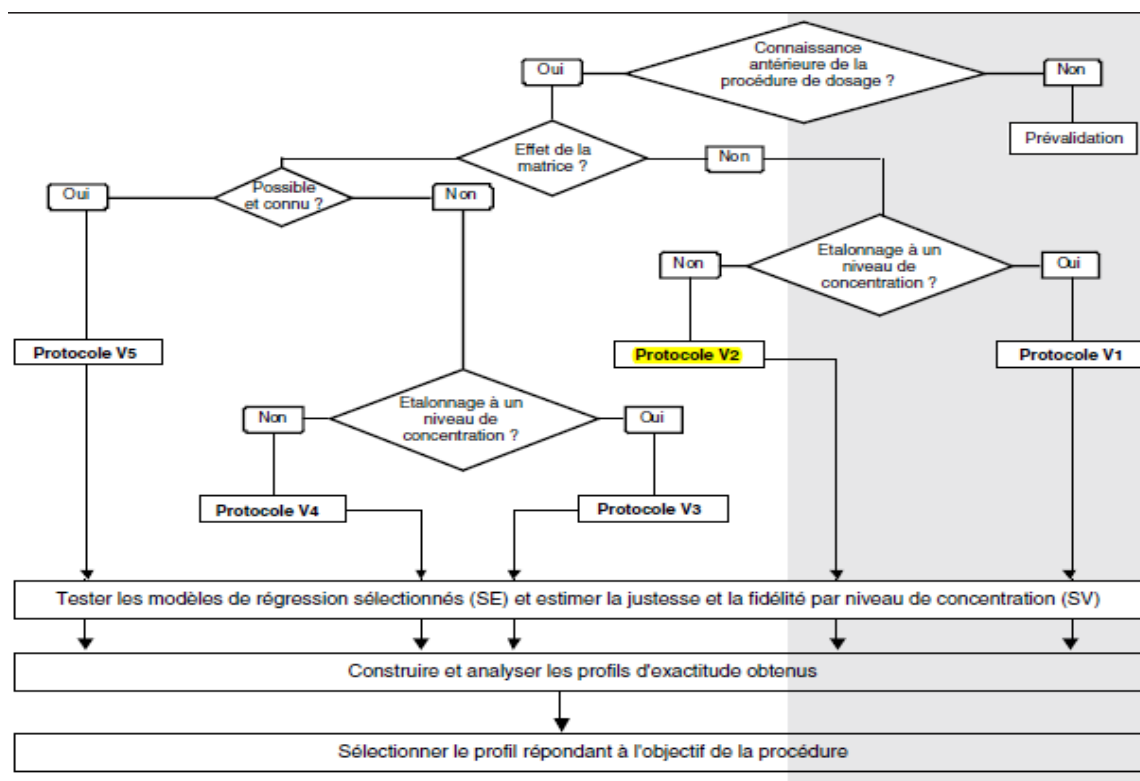 Connaissance
antérieure de la
procédure de dosage ?
Oui
Non
Prévalidation
Effet de la
matrice ?
Non
Possible
et connu ?
Oui
Non
Etalonnage à un
niveau de
concentration ?
Non
Oui
Protocole V5
Protocole V2
Protocole V1
Etalonnage à un
niveau de
concentration ?
Non
Oui
Protocole V4
Protocole V3
Tester les modèles de régression sélectionnés (SE) et estimer la justesse et la fidélité par niveau de concentration (SV)
Construire et analyser les profils d'exactitude obtenus
Sélectionner le profil répondant à l'objectif de la procédure